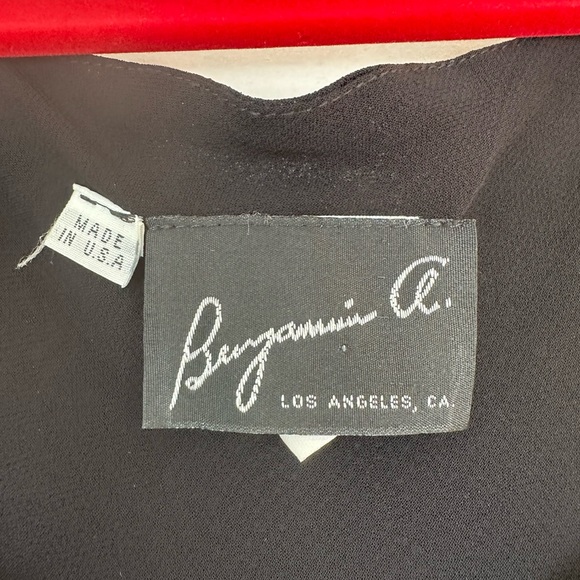 MADE
IN U.S.A
Benjamin A.
LOS ANGELES, CA.